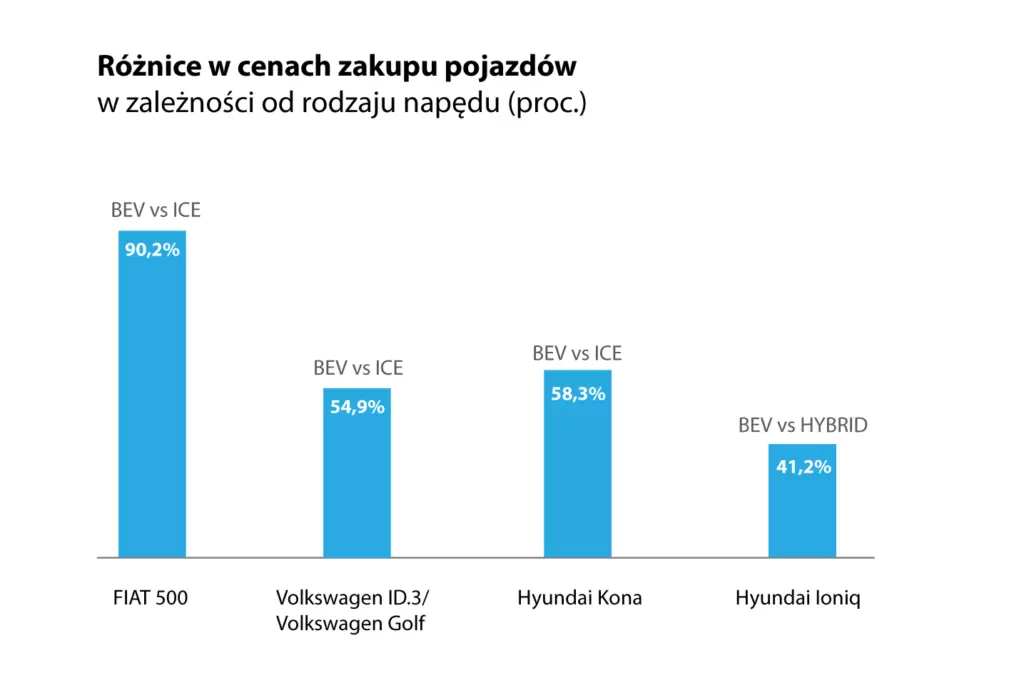 Różnice w cenach zakupu pojazdów
w zależności od rodzaju napędu (proc.)
BEV vs ICE
90,2%
BEV vs ICE
54,9%
BEV vs ICE
58,3%
BEV vs HYBRID
41,2%
FIAT 500
Volkswagen ID.3/
Volkswagen Golf
Hyundai Kona
Hyundai Ioniq